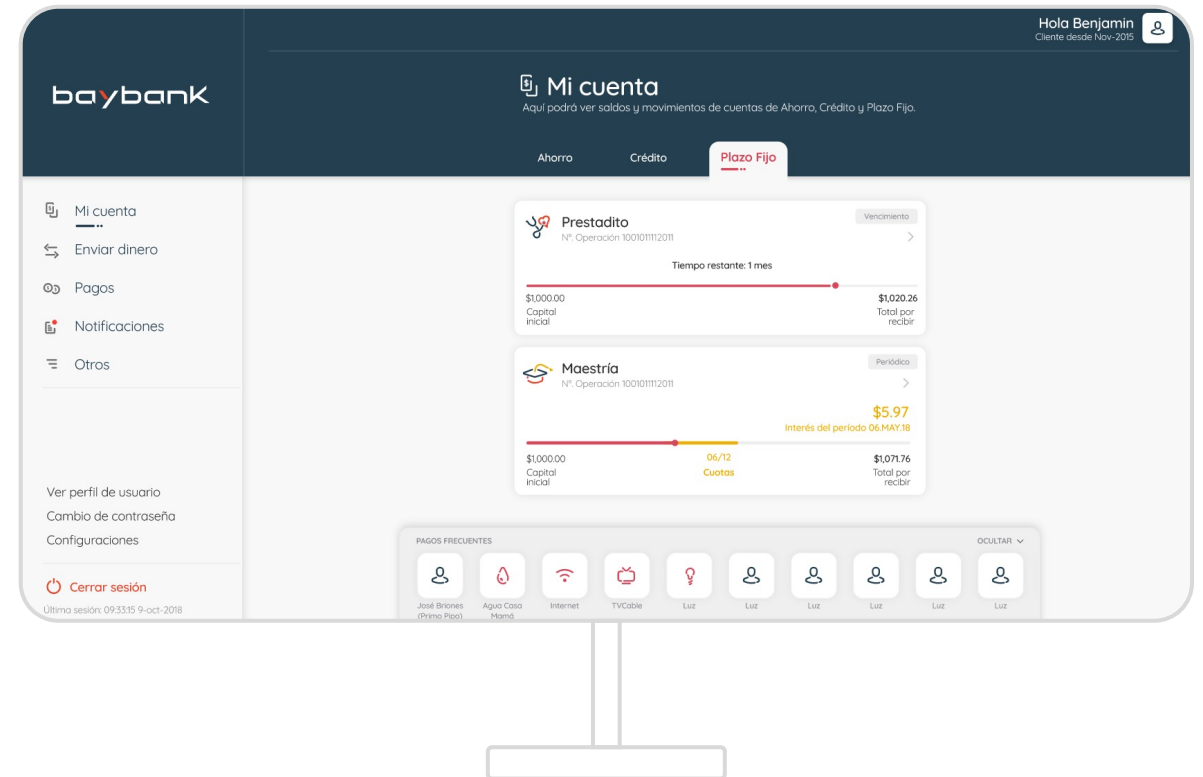 Hola Benjamin
Cliente desde Nov-2015
baybank
Mi cuenta
Aquí podrá ver saldos y movimientos de cuentas de Ahorro, Crédito y Plazo Fijo.
Ahorro
Crédito
Plazo Fijo
Mi cuenta
Enviar dinero
Pagos
Notificaciones
Otros
Ver perfil de usuario
Cambio de contraseña
Configuraciones
Cerrar sesión
Última sesión: 09:33:15 9-oct-2018
Prestadito
Vencimiento
Nº. Operación 1001011112011
Tiempo restante: 1 mes
$1,000.00
$1,020.26
Capital
Total por
inicial
recibir
Maestría
Periódico
Nº. Operación 1001011112011
$5.97
Interés del período 06.MAY.18
$1,000.00
06/12
$1,071.76
Capital
Cuotas
Total por
inicial
recibir
PAGOS FRECUENTES
OCULTAR
José Briones
Agua Casa
Internet
TVCable
Luz
Luz
Luz
Luz
Luz
Luz
(Primo Pipo)
Mamá